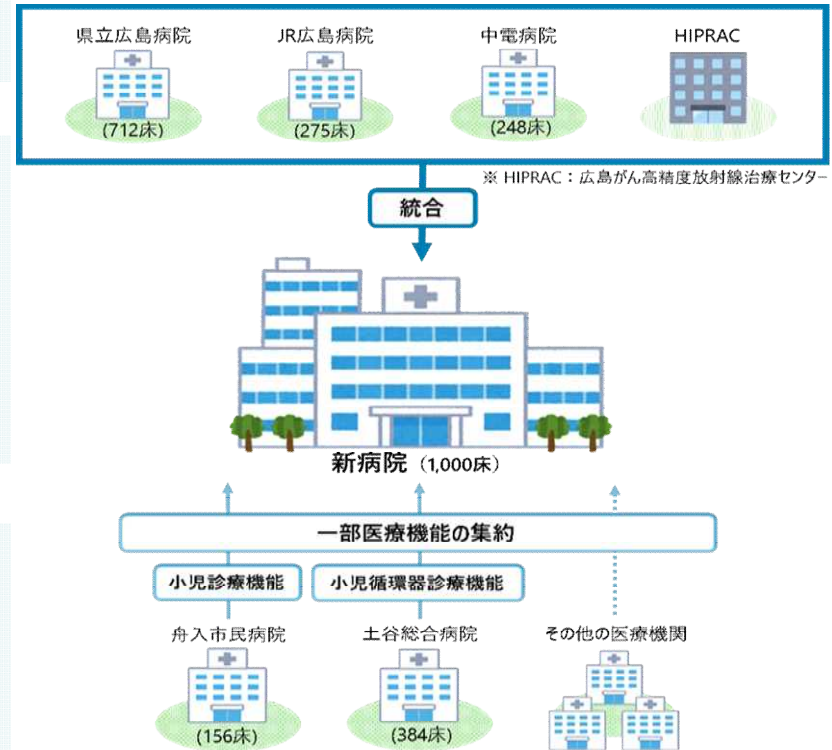 県立広島病院
JR広島病院
中電病院
HIPRAC
(712床)
(275床)
(248床)
※ HIPRAC：広島がん高精度放射線治療センター
統合
新病院（1,000床）
一部医療機能の集約
小児診療機能
小児循環器診療機能
舟入市民病院
土谷総合病院
その他の医療機関
(156床)
(384床)